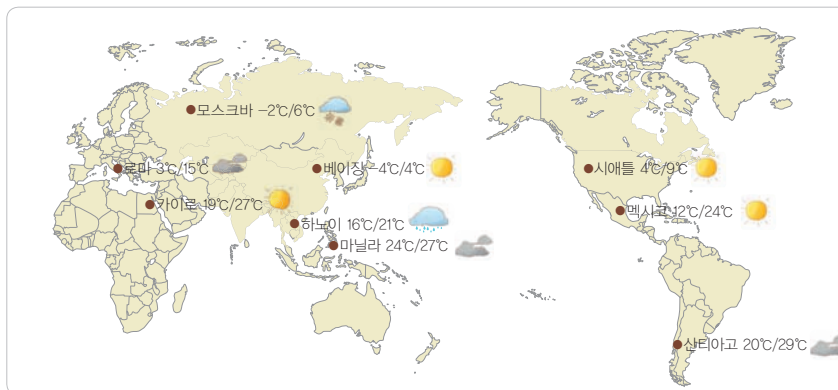 모스크바 -2℃/6℃
로마 3℃/15℃
베이징 -4℃/4℃
시애틀 4℃/9℃
카이로 19℃/27℃
멕시코 12℃/24℃
하노이 16℃/21℃
마닐라 24℃/27℃
산티아고 20℃/29℃